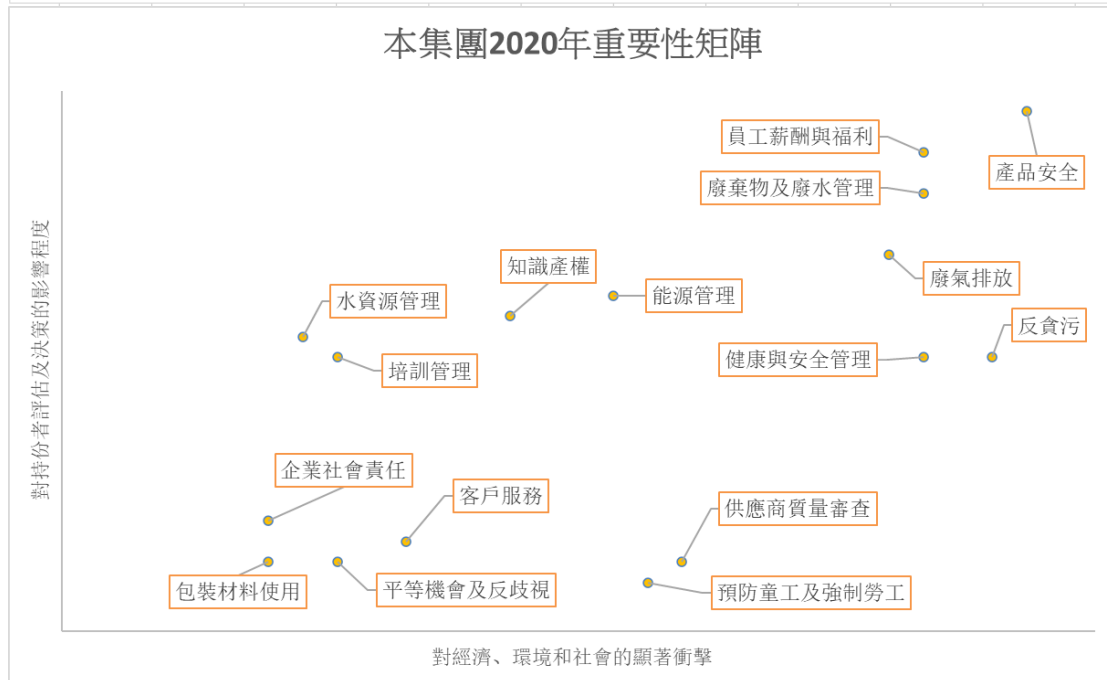 本集團2020年重要性矩陣
對持份者評估及決策的影響程度
員工薪酬與福利
產品安全
廢棄物及廢水管理
知識產權
廢氣排放
水資源管理
能源管理
反貪污
培訓管理
健康與安全管理
企業社會責任
客戶服務
供應商質量審查
包裝材料使用
平等機會及反歧視
預防童工及強制勞工
對經濟、環境和社會的顯著衝擊